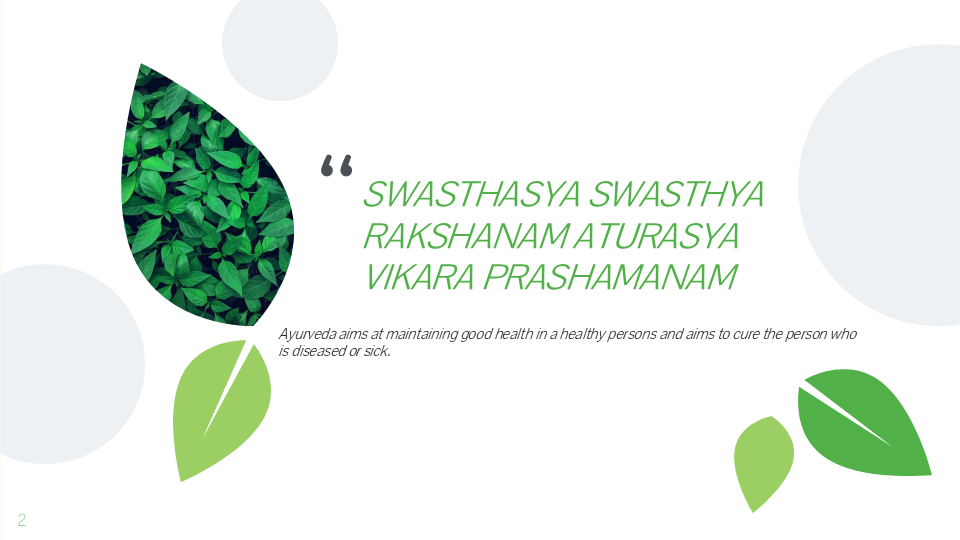 “
SWASTHASYA SWASTHYA
RAKSHANAM ATURASYA
VIKARA PRASHAMANAM
Ayurveda aims at maintaining good health in a healthy persons and aims to cure the person who
is diseased or sick.
2